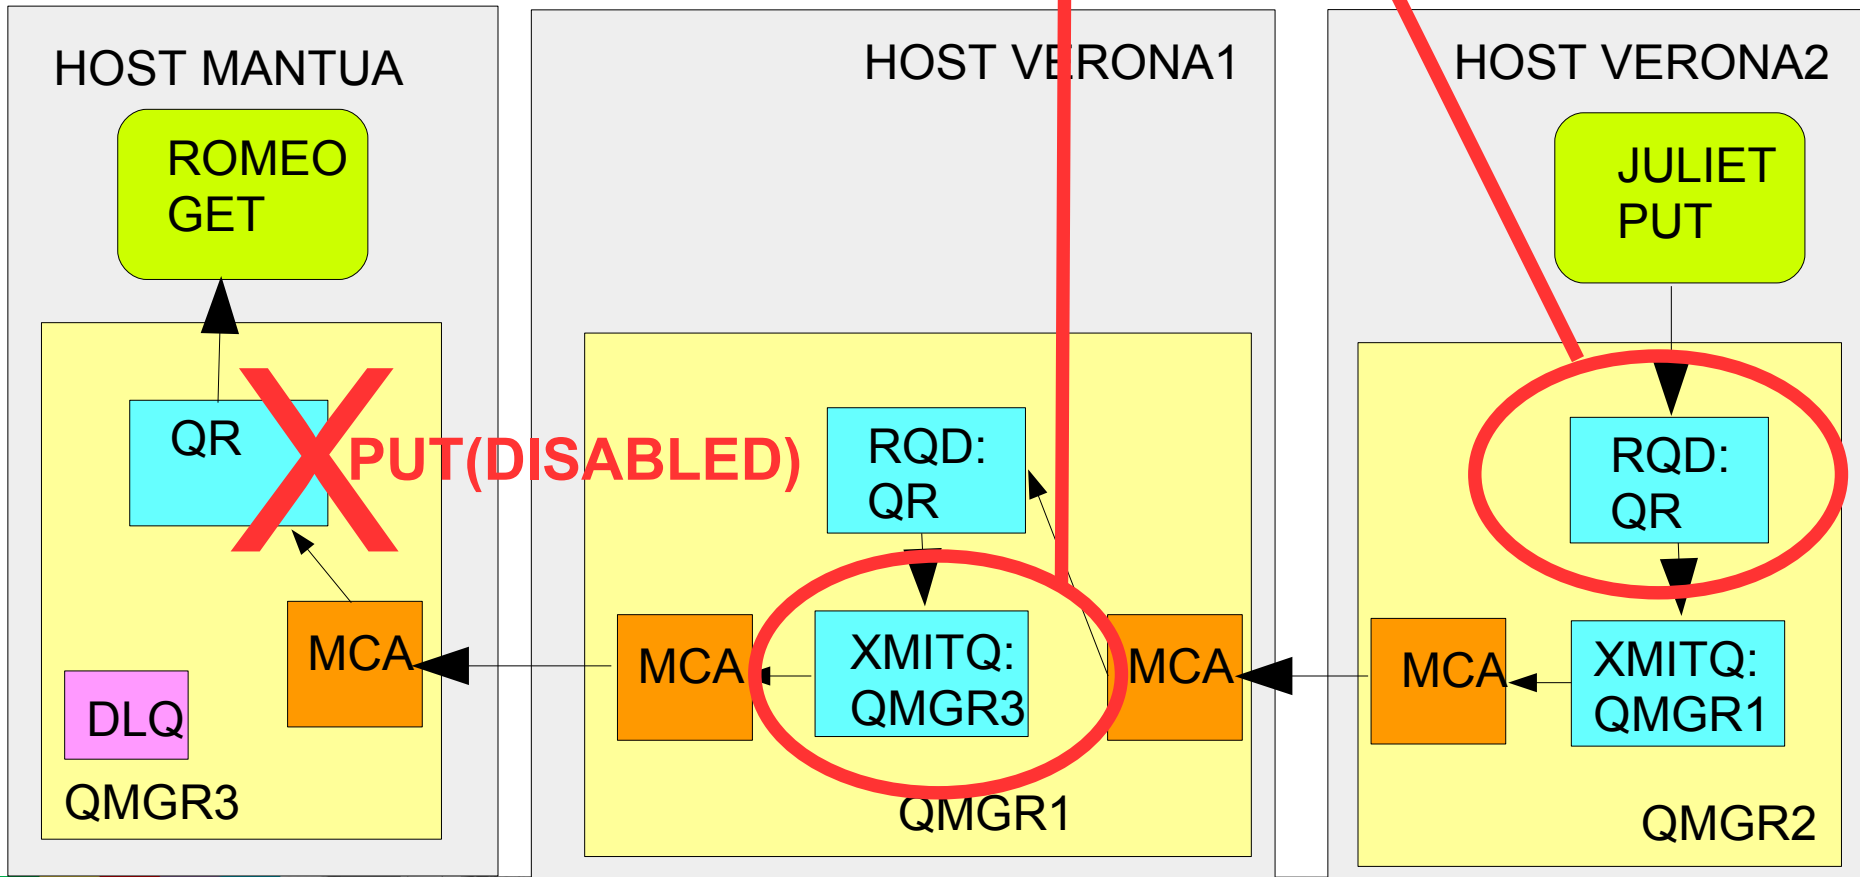 HOST MANTUA
ROMEO
GET
QR
PUT(DISABLED)
MCA
DLQ
QMGR3
HOST VERONA1
RQD:
QR
MCA
XMITQ:
QMGR3
MCA
QMGR1
HOST VERONA2
JULIET
PUT
RQD:
QR
MCA
XMITQ:
QMGR1
QMGR2